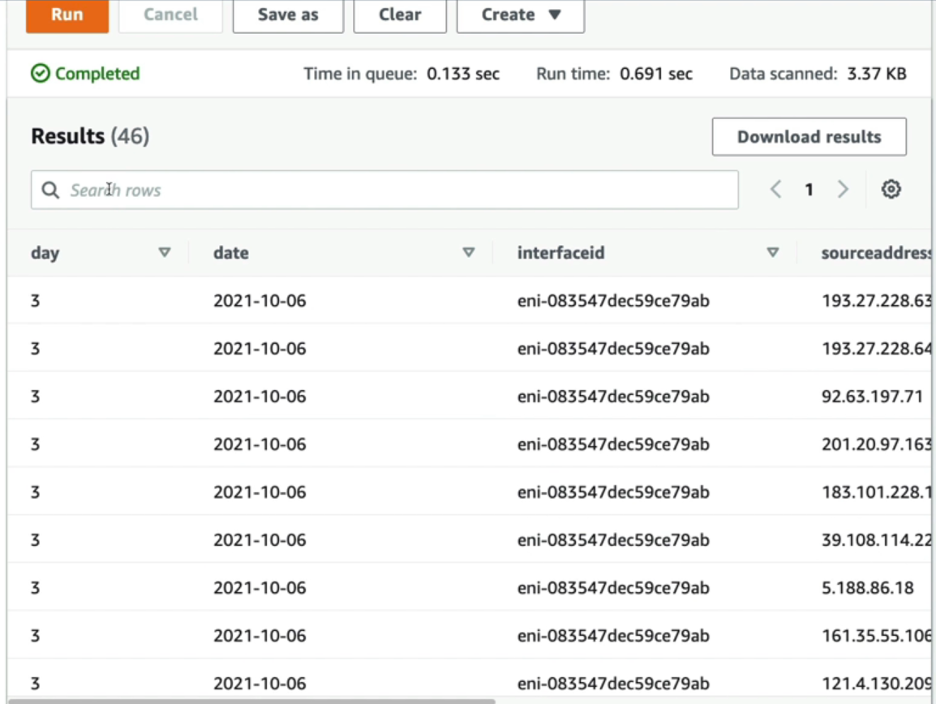 Run Cancel Save as Clear Create
Completed Time in queue: 0.133 sec Run time: 0.691 sec Data scanned: 3.37 KB
Results (46) Download results
Search rows 1
day date interfaceid sourceaddress
3 2021-10-06 eni-083547dec59ce79ab 193.27.228.63
3 2021-10-06 eni-083547dec59ce79ab 193.27.228.64
3 2021-10-06 eni-083547dec59ce79ab 92.63.197.71
3 2021-10-06 eni-083547dec59ce79ab 201.20.97.163
3 2021-10-06 eni-083547dec59ce79ab 183.101.228.1
3 2021-10-06 eni-083547dec59ce79ab 39.108.114.22
3 2021-10-06 eni-083547dec59ce79ab 5.188.86.18
3 2021-10-06 eni-083547dec59ce79ab 161.35.55.106
3 2021-10-06 eni-083547dec59ce79ab 121.4.130.209